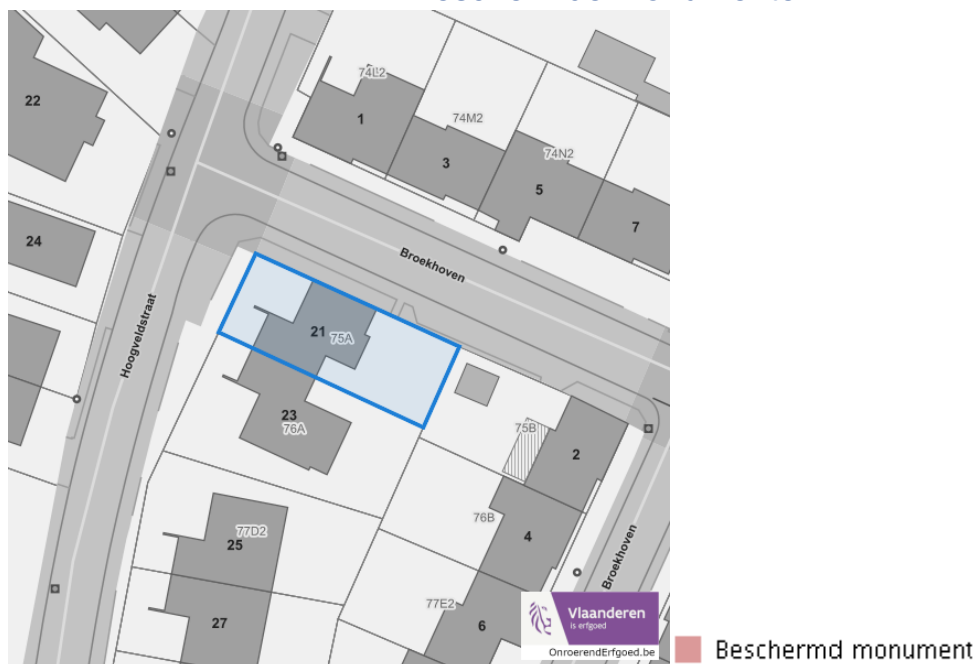 22
74L2
1
74M2
3
74N2
5
7
24
Broekhoven
Hoogveldstraat
21
75A
23
76A
75B
2
76B
4
77D2
25
Broekhoven
77E2
6
27
Vlaanderen
is erfgoed
OnroerendErfgoed.be
Beschermd monument